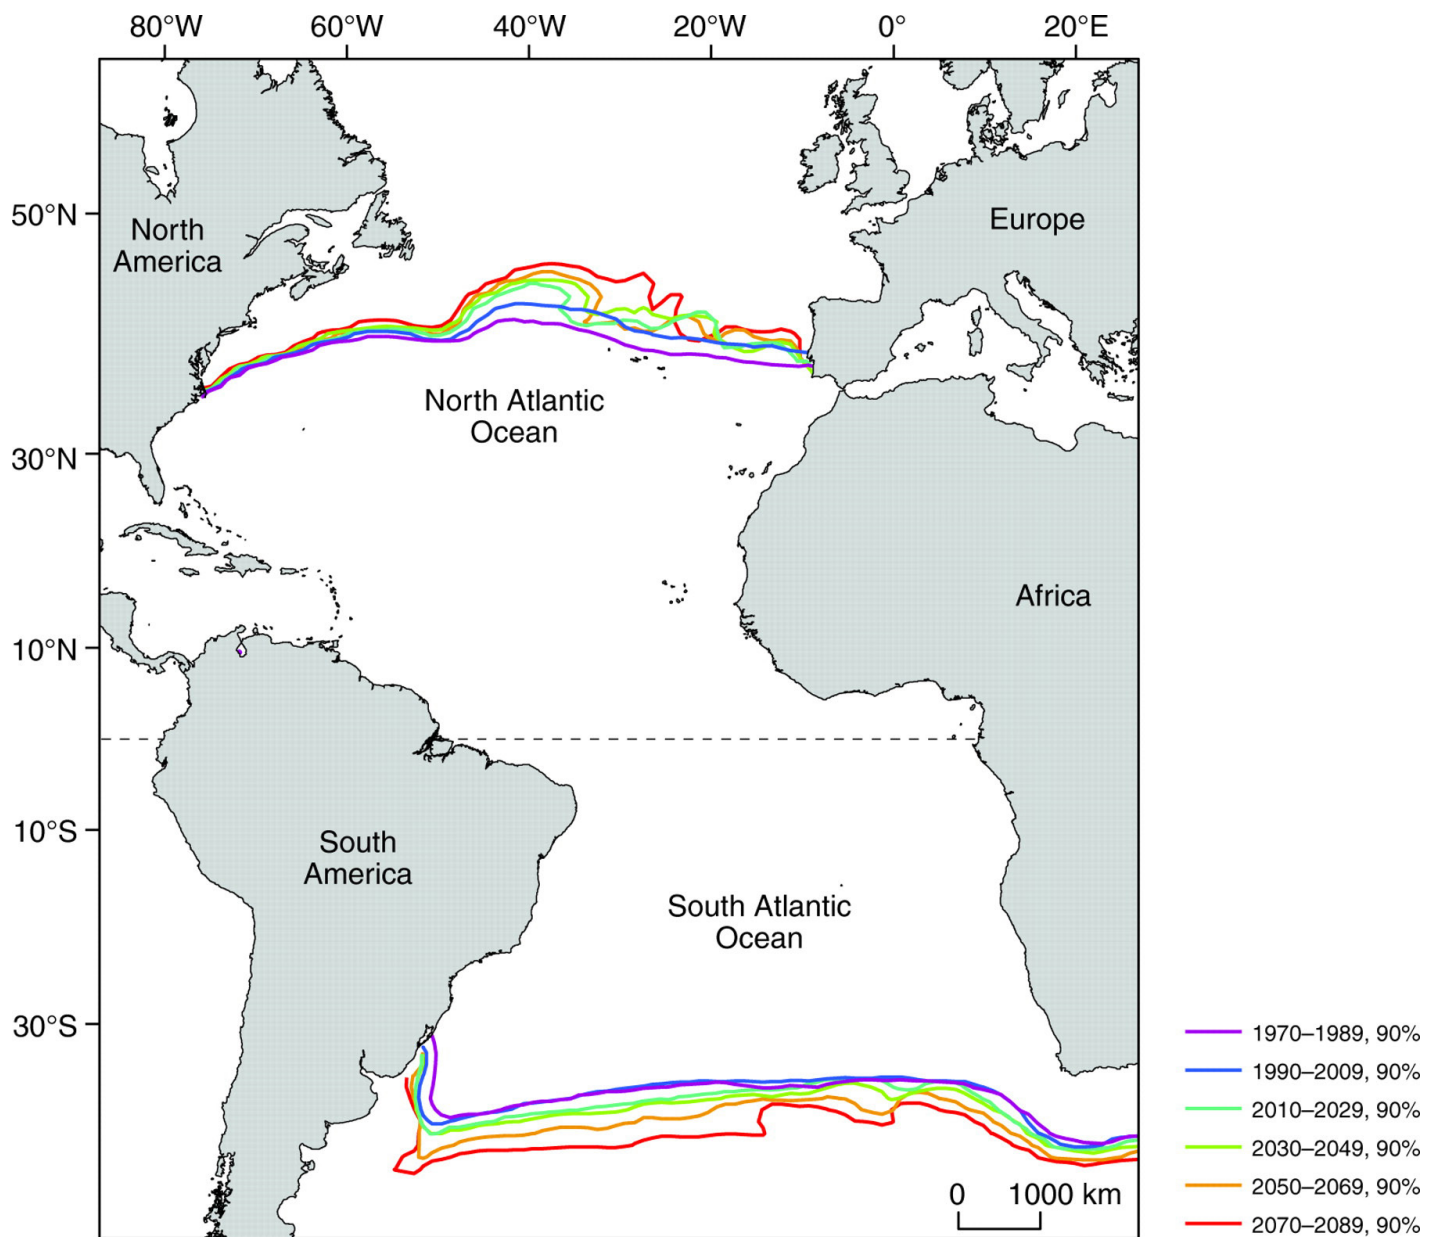 80°W 60°W 40°W 20°W 0° 20°E
50°N
North
America
Europe
North Atlantic
Ocean
30°N
Africa
10°N
10°S
South
America
South Atlantic
Ocean
30°S
1970–1989, 90%
1990–2009, 90%
2010–2029, 90%
2030–2049, 90%
2050–2069, 90%
2070–2089, 90%
0 1000 km